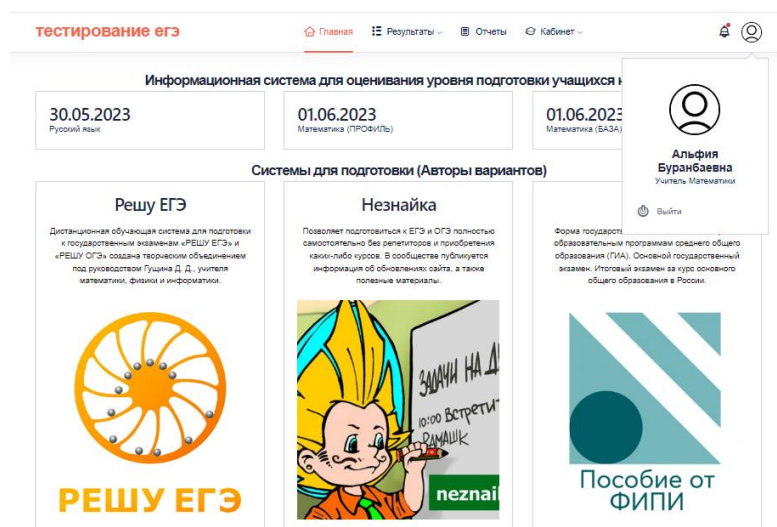 тестирование егэ
Главная
Результаты
Отчеты
Кабинет
Информационная система для оценивания уровня подготовки учащихся
Альфия
Буранбаевна
Учитель Математики
Выйти
30.05.2023
Русский язык
01.06.2023
Математика (ПРОФИЛЬ)
01.06.2023
Математика (БАЗА)
Системы для подготовки (Авторы вариантов)
Решу ЕГЭ
Дистанционная обучающая система для подготовки
к государственным экзаменам «РЕШУ ЕГЭ» и
«РЕШУ ОГЭ» создана творческим объединением
под руководством Гущина Д. Д., учителя
математики, физики и информатики.
РЕШУ ЕГЭ
Незнайка
Позволяет подготовиться к ЕГЭ и ОГЭ полностью
самостоятельно без репетиторов и приобретения
каких-либо курсов. В сообществе публикуется
информация об обновлениях сайта, а также
полезные материалы.
ЗАДАЧИ НА Д
10:00 Встрети
РАМАШК
neznai
Форма
образовательным программам среднего общего
образования (ГИА). Основной государственный
экзамен. Итоговый экзамен за курс основного
общего образования в России.
Пособие от
ФИПИ